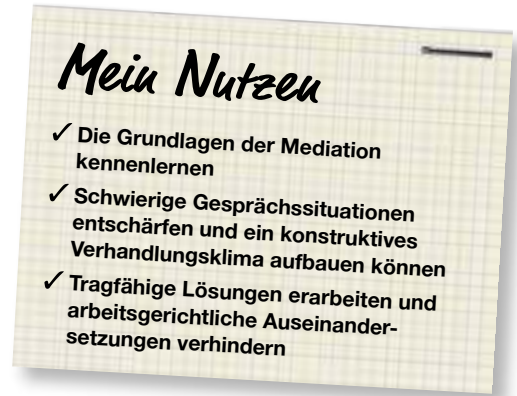 Mein Nutzen
✓ Die Grundlagen der Mediation
kennenlernen
✓ Schwierige Gesprächssituationen
entschärfen und ein konstruktives
Verhandlungsklima aufbauen können
✓ Tragfähige Lösungen erarbeiten und
arbeitsgerichtliche Auseinander-
setzungen verhindern